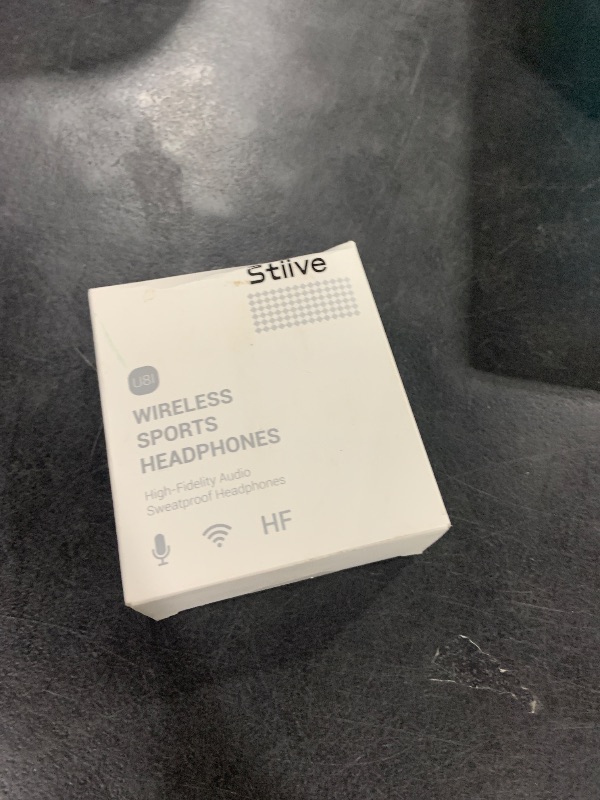 Stiive
U8I
WIRELESS
SPORTS
HEADPHONES
High-Fidelity Audio
Sweatproof Headphones
HF